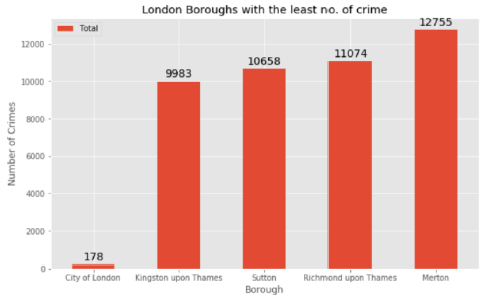 London Boroughs with the least no. of crime
Total
12755
11074
10658
9983
178
12000
10000
8000
6000
4000
2000
0
Number of Crimes
City of London
Kingston upon Thames
Sutton
Richmond upon Thames
Merton
Borough